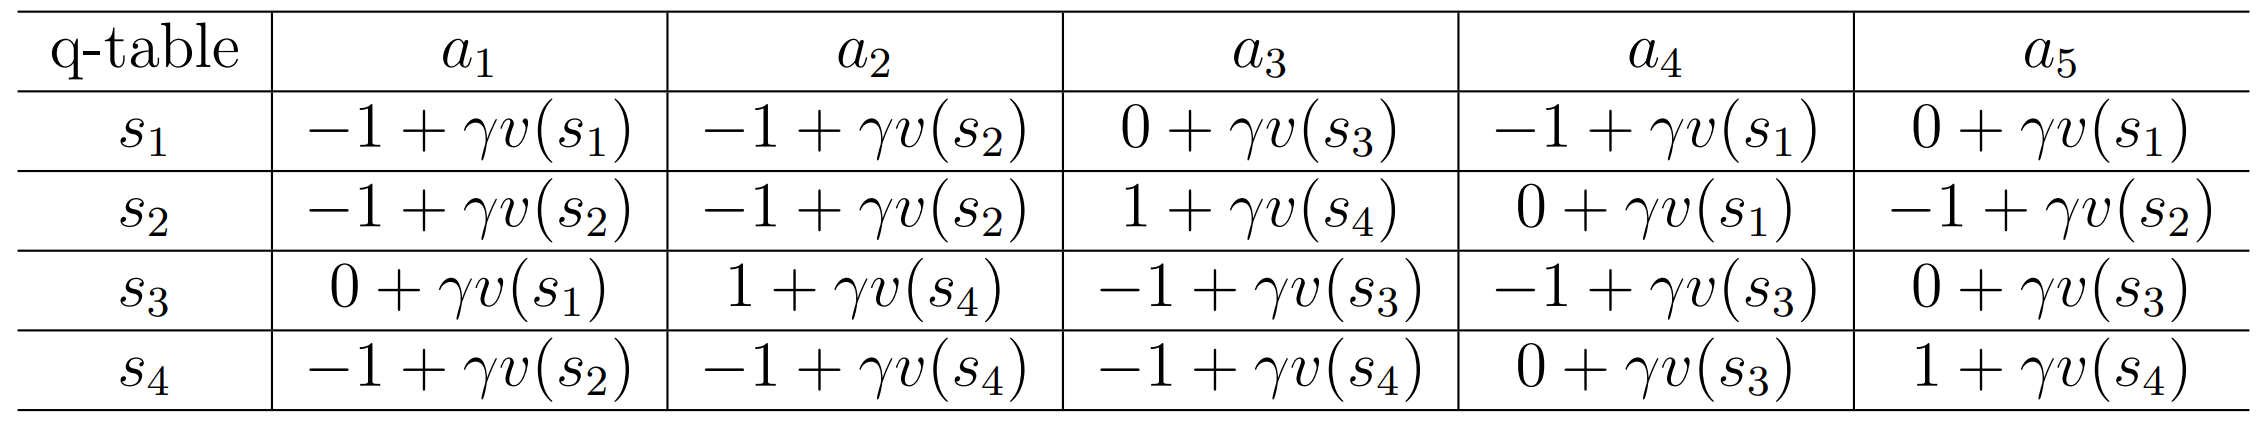 q-table a₁ a₂ a₃ a₄ a₅
s₁ −1 + γv(s₁) −1 + γv(s₂) 0 + γv(s₃) −1 + γv(s₁) 0 + γv(s₁)
s₂ −1 + γv(s₂) −1 + γv(s₂) 1 + γv(s₄) 0 + γv(s₁) −1 + γv(s₂)
s₃ 0 + γv(s₁) 1 + γv(s₄) −1 + γv(s₃) −1 + γv(s₃) 0 + γv(s₃)
s₄ −1 + γv(s₂) −1 + γv(s₄) −1 + γv(s₄) 0 + γv(s₃) 1 + γv(s₄)